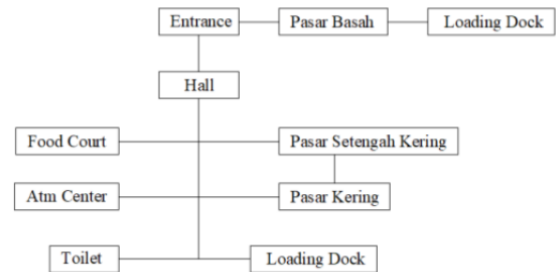 Entrance
Pasar Basah
Loading Dock
Hall
Food Court
Pasar Setengah Kering
Atm Center
Pasar Kering
Toilet
Loading Dock